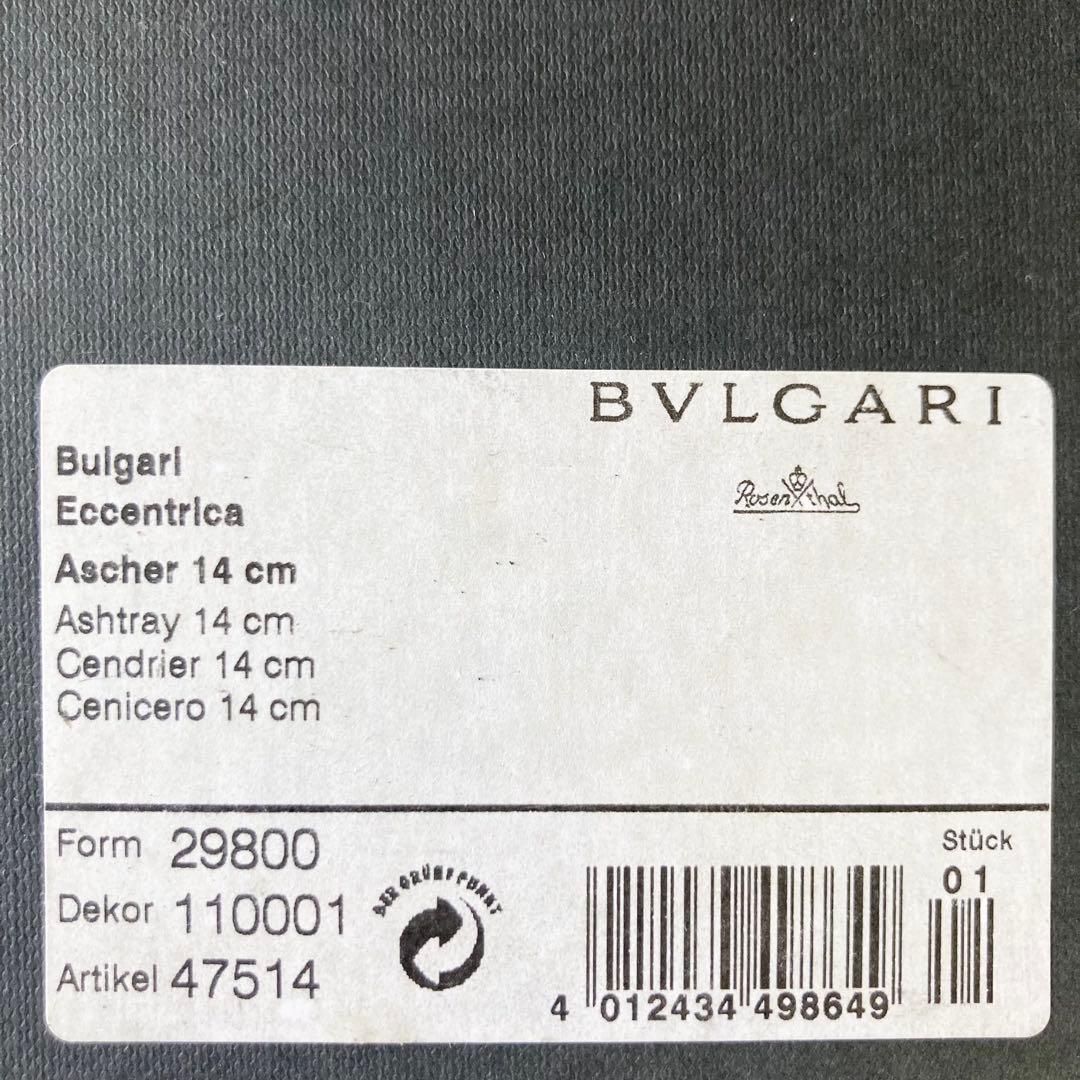 BVLGARI
Rosenthal
Bulgari
Eccentrica
Ascher 14 cm
Ashtray 14 cm
Cendrier 14 cm
Cenicero 14 cm
Form 29800
Dekor 110001
Artikel 47514
DER GRÜNE PUNKT
Stück
01
4 012434 498649